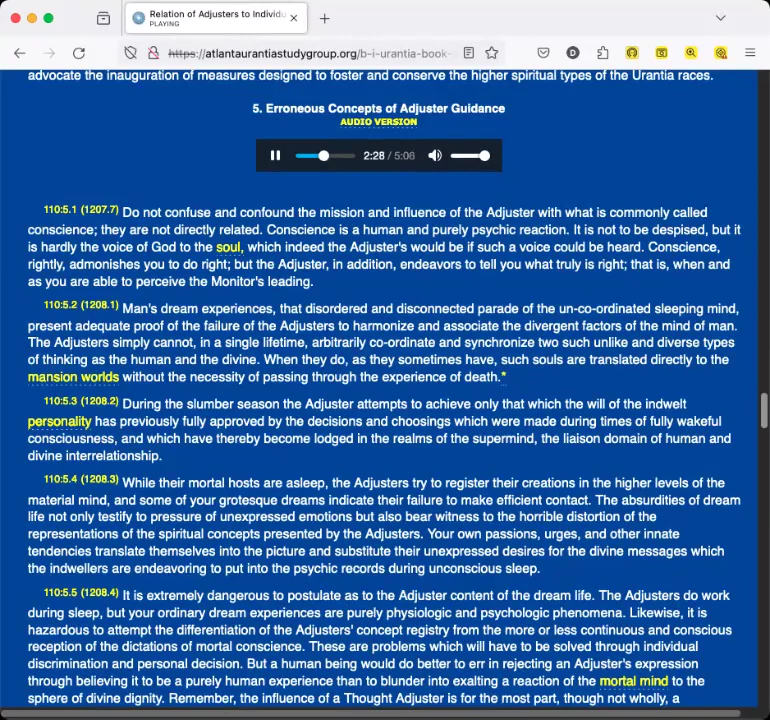 Relation of Adjusters to Individu
PLAYING
https://atlantaurantiastudygroup.org/b-i-urantia-book-
advocate the inauguration of measures designed to foster and conserve the higher spiritual types of the Urantia races.
5. Erroneous Concepts of Adjuster Guidance
AUDIO VERSION
2:28 / 5:06
110:5.1 (1207.7) Do not confuse and confound the mission and influence of the Adjuster with what is commonly called
conscience; they are not directly related. Conscience is a human and purely psychic reaction. It is not to be despised, but it
is hardly the voice of God to the soul, which indeed the Adjuster's would be if such a voice could be heard. Conscience,
rightly, admonishes you to do right; but the Adjuster, in addition, endeavors to tell you what truly is right; that is, when and
as you are able to perceive the Monitor's leading.
110:5.2 (1208.1) Man's dream experiences, that disordered and disconnected parade of the un-co-ordinated sleeping mind,
present adequate proof of the failure of the Adjusters to harmonize and associate the divergent factors of the mind of man.
The Adjusters simply cannot, in a single lifetime, arbitrarily co-ordinate and synchronize two such unlike and diverse types
of thinking as the human and the divine. When they do, as they sometimes have, such souls are translated directly to the
mansion worlds without the necessity of passing through the experience of death.*
110:5.3 (1208.2) During the slumber season the Adjuster attempts to achieve only that which the will of the indwelt
personality has previously fully approved by the decisions and choosings which were made during times of fully wakeful
consciousness, and which have thereby become lodged in the realms of the supermind, the liaison domain of human and
divine interrelationship.
110:5.4 (1208.3) While their mortal hosts are asleep, the Adjusters try to register their creations in the higher levels of the
material mind, and some of your grotesque dreams indicate their failure to make efficient contact. The absurdities of dream
life not only testify to pressure of unexpressed emotions but also bear witness to the horrible distortion of the
representations of the spiritual concepts presented by the Adjusters. Your own passions, urges, and other innate
tendencies translate themselves into the picture and substitute their unexpressed desires for the divine messages which
the indwellers are endeavoring to put into the psychic records during unconscious sleep.
110:5.5 (1208.4) It is extremely dangerous to postulate as to the Adjuster content of the dream life. The Adjusters do work
during sleep, but your ordinary dream experiences are purely physiologic and psychologic phenomena. Likewise, it is
hazardous to attempt the differentiation of the Adjusters' concept registry from the more or less continuous and conscious
reception of the dictations of mortal conscience. These are problems which will have to be solved through individual
discrimination and personal decision. But a human being would do better to err in rejecting an Adjuster's expression
through believing it to be a purely human experience than to blunder into exalting a reaction of the mortal mind to the
sphere of divine dignity. Remember, the influence of a Thought Adjuster is for the most part, though not wholly, a